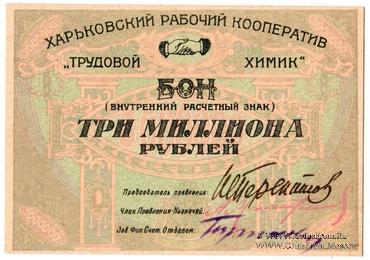 ХАРЬКОВСКИЙ РАБОЧИЙ КООПЕРАТИВ
„ТРУДОВОЙ ХИМИК“
БОН
(ВНУТРЕННИЙ РАСЧЕТНЫЙ ЗНАК)
ТРИ МИЛЛИОНА
РУБЛЕЙ
Председатель правления:
Член Правления-Казначей:
Зав Фин Счет. Отделом: